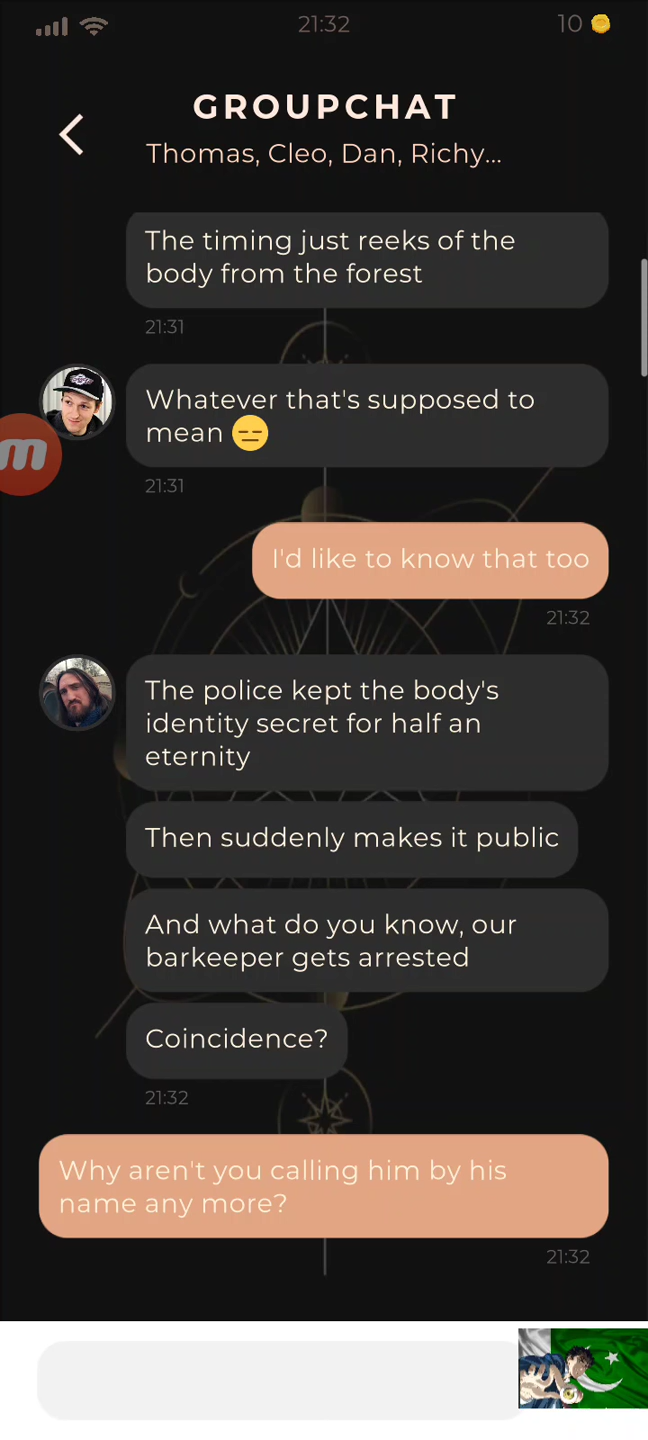 21:32
10
GROUPCHAT
Thomas, Cleo, Dan, Richy...
The timing just reeks of the
body from the forest
21:31
Whatever that's supposed to
mean 😑
21:31
I'd like to know that too
21:32
The police kept the body's
identity secret for half an
eternity
Then suddenly makes it public
And what do you know, our
barkeeper gets arrested
Coincidence?
21:32
Why aren't you calling him by his
name any more?
21:32